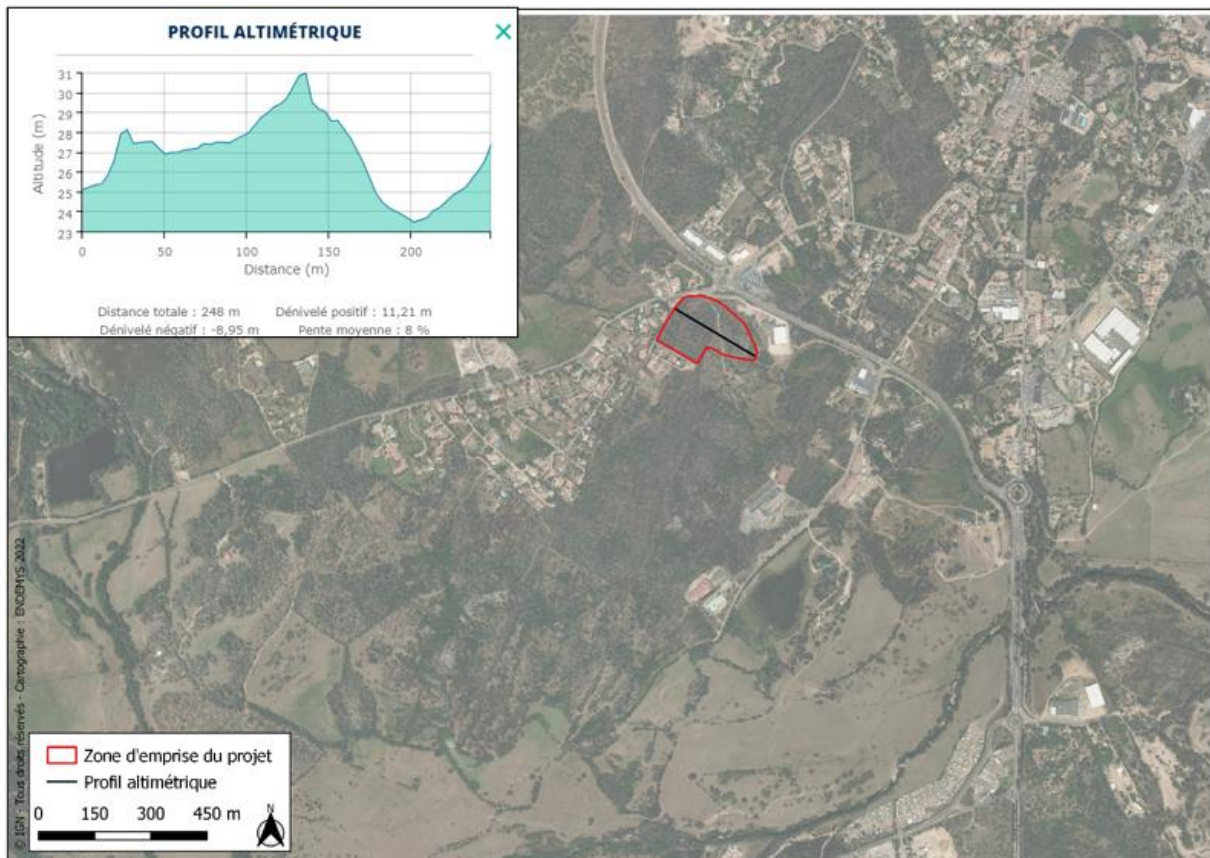 PROFIL ALTIMÉTRIQUE
Altitude (m)
31
30
29
28
27
26
25
24
23
0 50 100 150 200
Distance (m)
Distance totale : 248 m Dénivelé positif : 11,21 m
Dénivelé négatif : -8,95 m Pente moyenne : 8 %
© IGN - Tous droits réservés - Cartographie : ENDEMYS 2022
Zone d'emprise du projet
Profil altimétrique
0 150 300 450 m
N